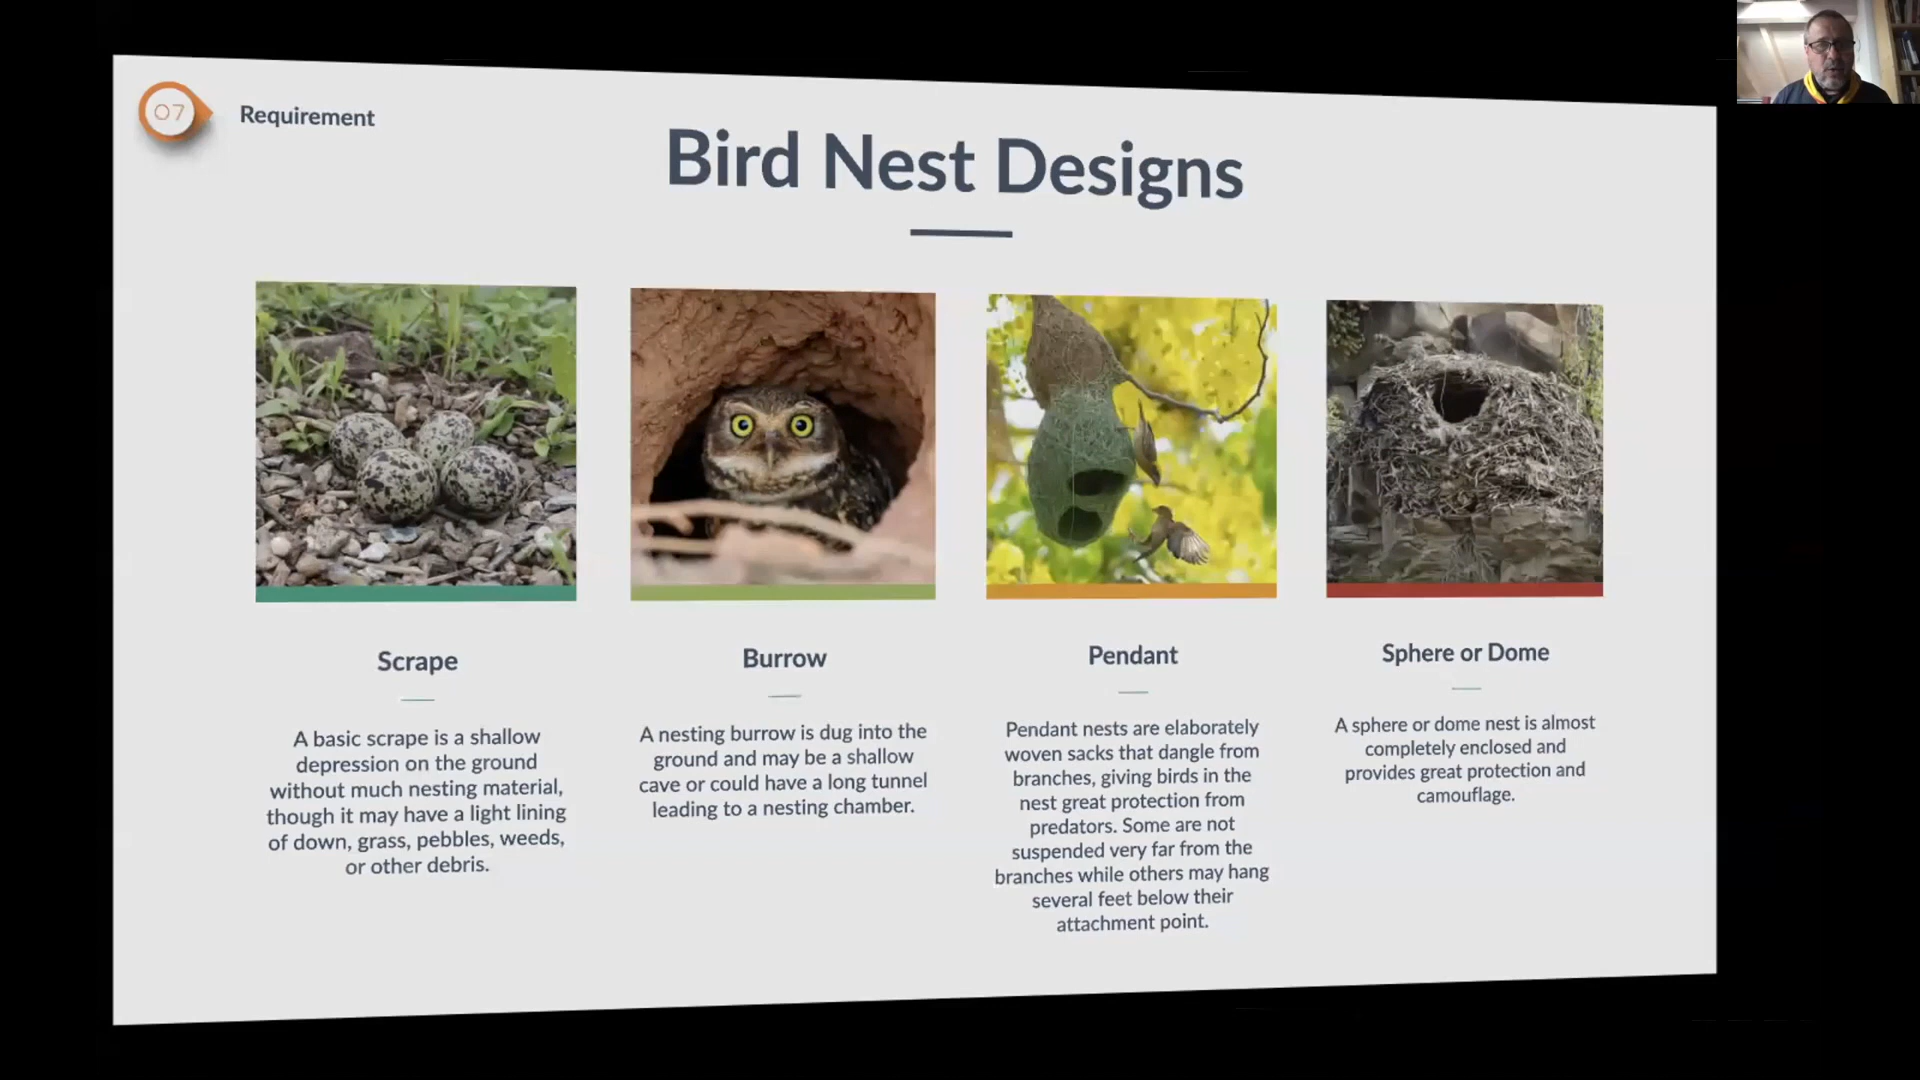 07
Requirement
Bird Nest Designs
Scrape
A basic scrape is a shallow
depression on the ground
without much nesting material,
though it may have a light lining
of down, grass, pebbles, weeds,
or other debris.
Burrow
A nesting burrow is dug into the
ground and may be a shallow
cave or could have a long tunnel
leading to a nesting chamber.
Pendant
Pendant nests are elaborately
woven sacks that dangle from
branches, giving birds in the
nest great protection from
predators. Some are not
suspended very far from the
branches while others may hang
several feet below their
attachment point.
Sphere or Dome
A sphere or dome nest is almost
completely enclosed and
provides great protection and
camouflage.